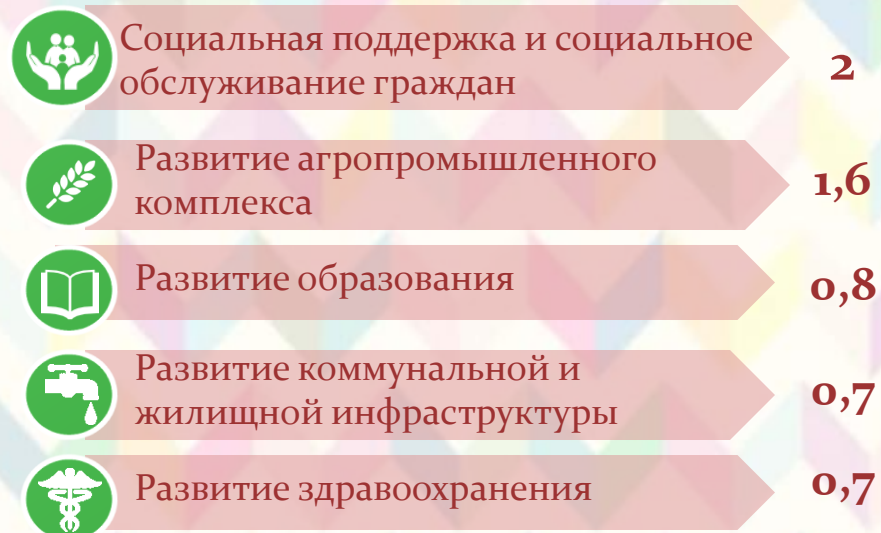 Социальная поддержка и социальное
обслуживание граждан
2
Развитие агропромышленного
комплекса
1,6
Развитие образования
0,8
Развитие коммунальной и
жилищной инфраструктуры
0,7
Развитие здравоохранения
0,7